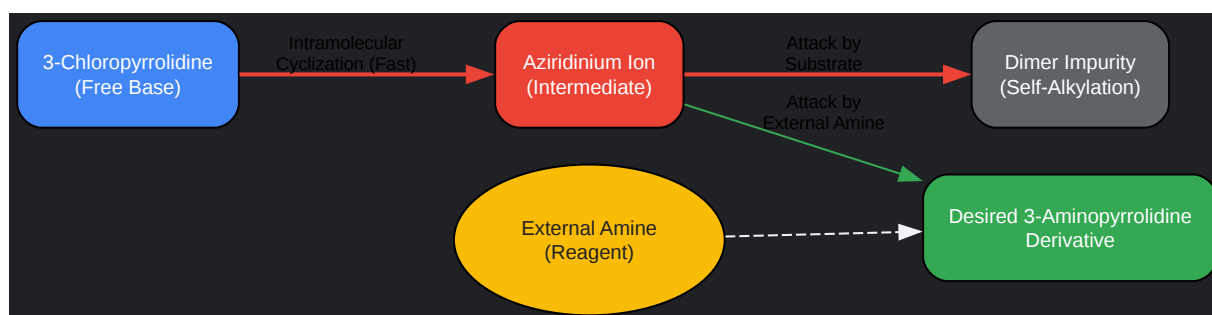 3-Chloropyrrolidine
(Free Base)
Intramolecular
Cyclization (Fast)
Aziridinium Ion
(Intermediate)
Attack by
Substrate
Dimer Impurity
(Self-Alkylation)
Attack by
External Amine
External Amine
(Reagent)
Desired 3-Aminopyrrolidine
Derivative